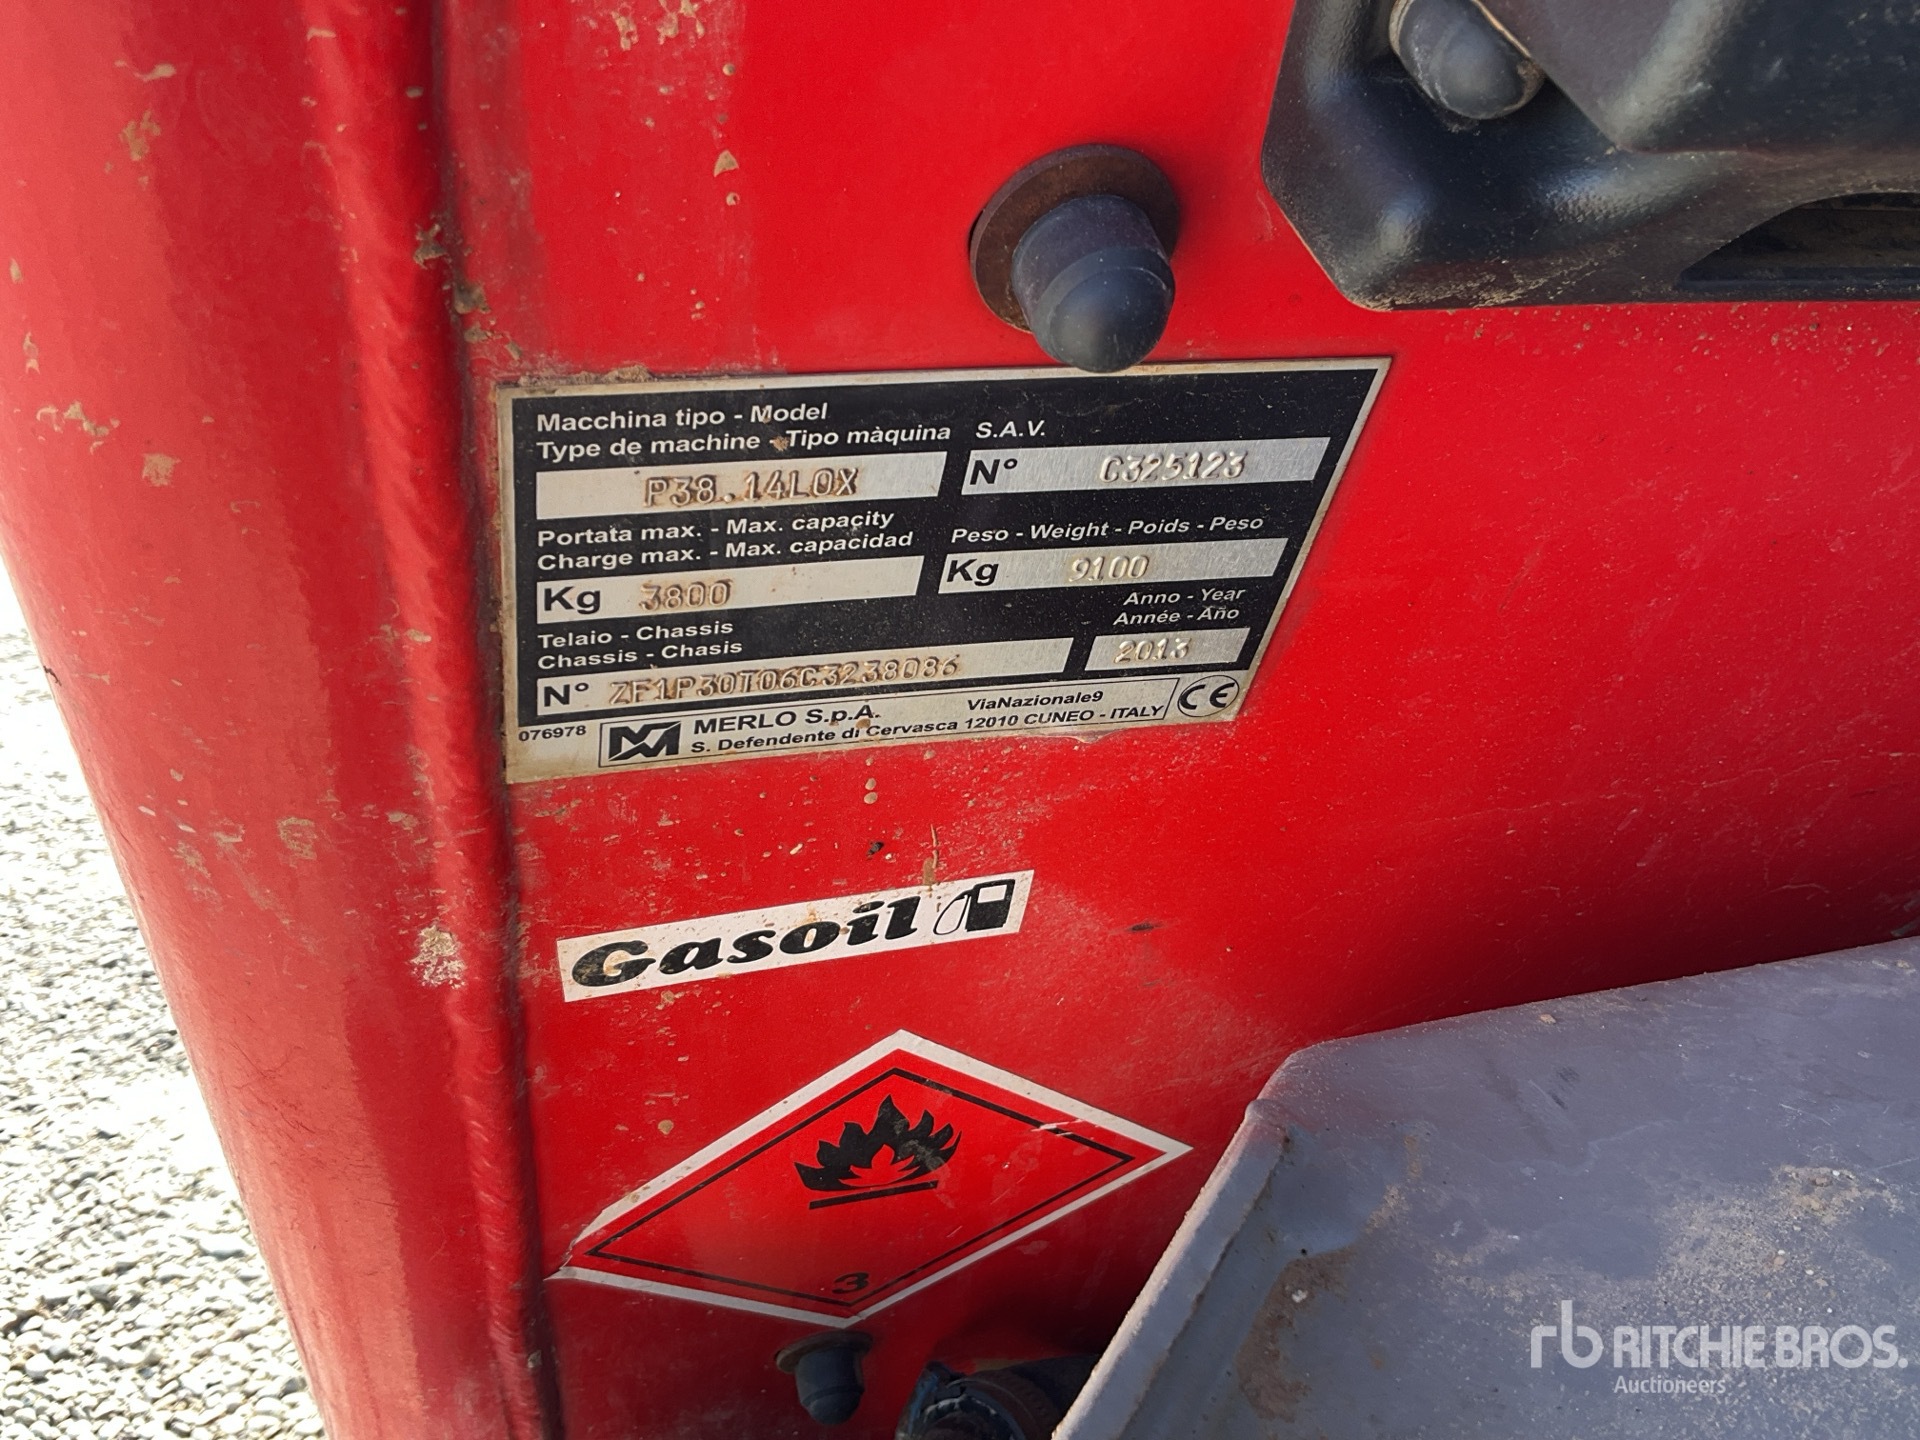 Macchina tipo - Model
Type de machine - Tipo màquina
S.A.V.
P38.14LOX
N° C325123
Portata max. - Max. capacity
Charge max. - Max. capacidad
Peso - Weight - Poids - Peso
Kg 3800
Kg 9100
Telaio - Chassis
Chassis - Chasis
Anno - Year
Année - Año
N° ZF1P30T06C3238086
2013
076978
MERLO S.p.A.
ViaNazionale9
S. Defendente di Cervasca 12010 CUNEO - ITALY
CE
Gasoil
3
rb RITCHIE BROS.
Auctioneers